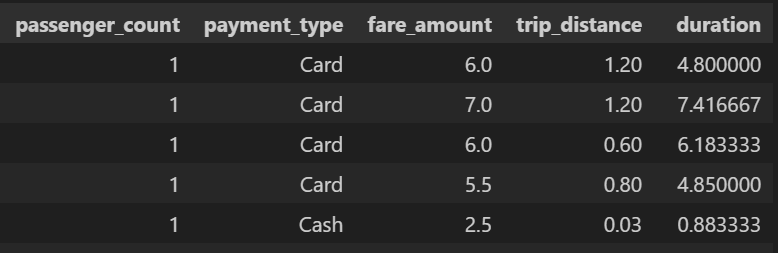 passenger_count payment_type fare_amount trip_distance duration
1 Card 6.0 1.20 4.800000
1 Card 7.0 1.20 7.416667
1 Card 6.0 0.60 6.183333
1 Card 5.5 0.80 4.850000
1 Cash 2.5 0.03 0.883333